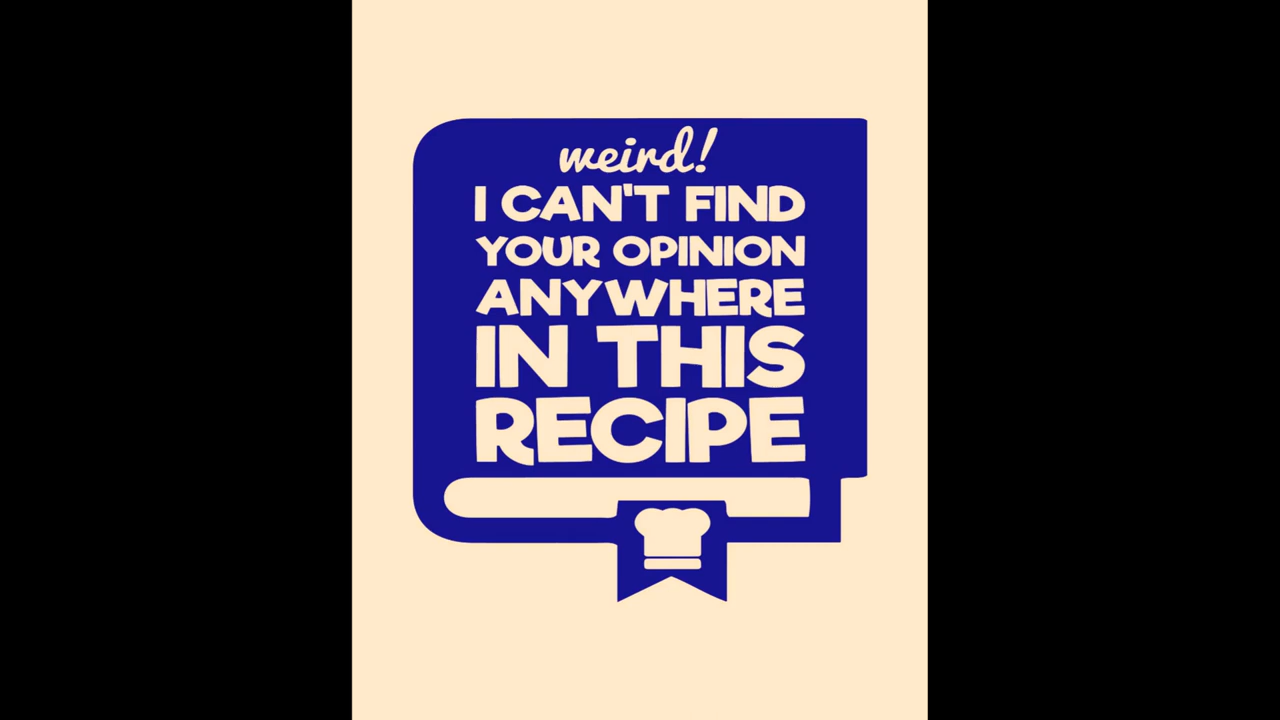 weird!
I CAN'T FIND
YOUR OPINION
ANYWHERE
IN THIS
RECIPE